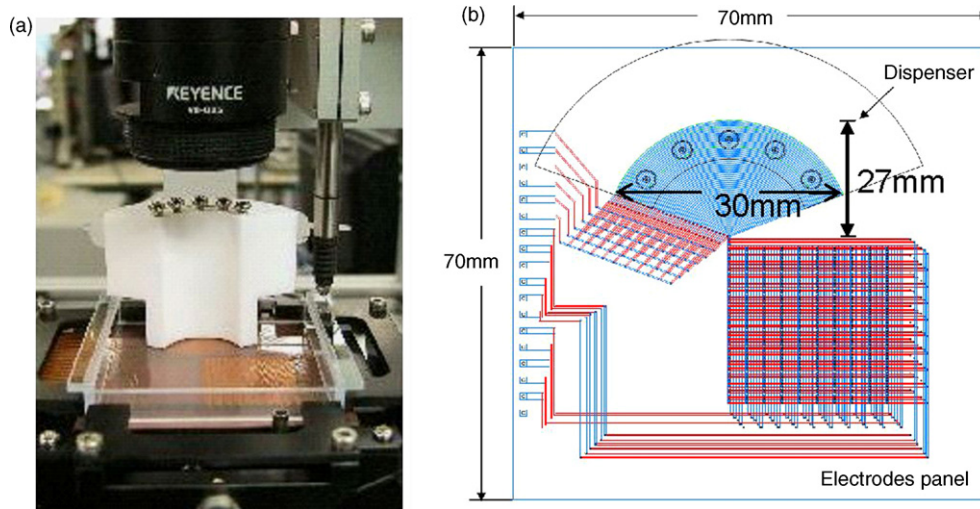 (a)
KEYENCE
(b)
70mm
Dispenser
27mm
30mm
70mm
Electrodes panel